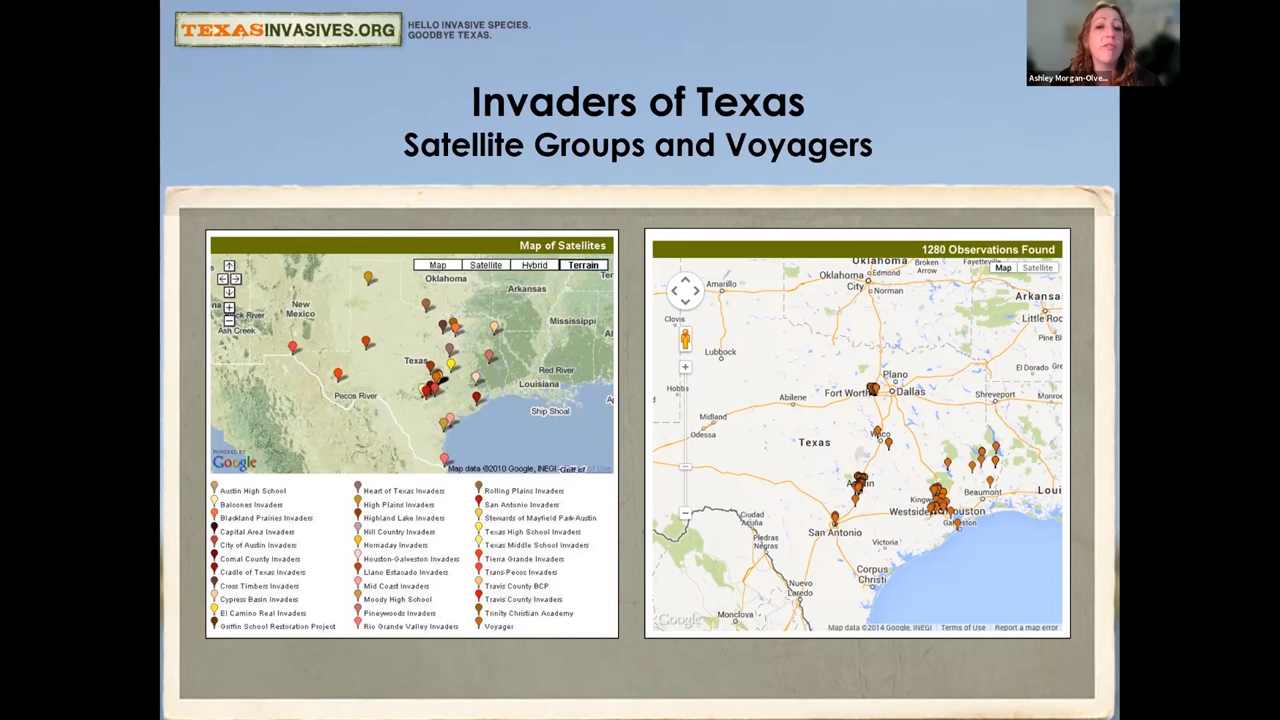 TEXASINVASIVES.ORG
HELLO INVASIVE SPECIES.
GOODBYE TEXAS.
Ashley Morgan-Olve...
Invaders of Texas
Satellite Groups and Voyagers
Map of Satellites
Map Satellite Hybrid Terrain
Oklahoma
Arkansas
New
Mexico
ck River
Ash Creek
Mississippi
Texas
Red River
Louisiana
Pecos River
Ship Shoal
POWERED BY
Google
Map data ©2010 Google, INEGI
Austin High School
Balcones Invaders
Blackland Prairies Invaders
Capital Area Invaders
City of Austin Invaders
Comal County Invaders
Cradle of Texas Invaders
Cross Timbers Invaders
Cypress Basin Invaders
El Camino Real Invaders
Griffin School Restoration Project
Heart of Texas Invaders
High Plains Invaders
Highland Lake Invaders
Hill Country Invaders
Hornaday Invaders
Houston-Galveston Invaders
Llano Estacado Invaders
Mid Coast Invaders
Moody High School
Pineywoods Invaders
Rio Grande Valley Invaders
Rolling Plains Invaders
San Antonio Invaders
Stewards of Mayfield Park-Austin
Texas High School Invaders
Texas Middle School Invaders
Tierra Grande Invaders
Trans-Pecos Invaders
Travis County BCP
Travis County Invaders
Trinity Christian Academy
Voyager
1280 Observations Found
Map Satellite
Oklahoma
Broken
Arrow
Fayetteville
Oklahoma
City
Edmond
Norman
Amarillo
Arkansas
Little Roc
Pine Bl
Clovis
Lubbock
Plano
El Dorado
Hobbs
Fort Worth
Dallas
Shreveport
Monroe
Abilene
Midland
Odessa
Texas
Waco
Austin
Beaumont
Loui
Kingw
Westside
Houston
Galveston
San Antonio
Ciudad
Acuña
Piedras
Negras
Victoria
Corpus
Christi
Nuevo
Laredo
Monclova
Google
Map data ©2014 Google, INEGI
Terms of Use
Report a map error